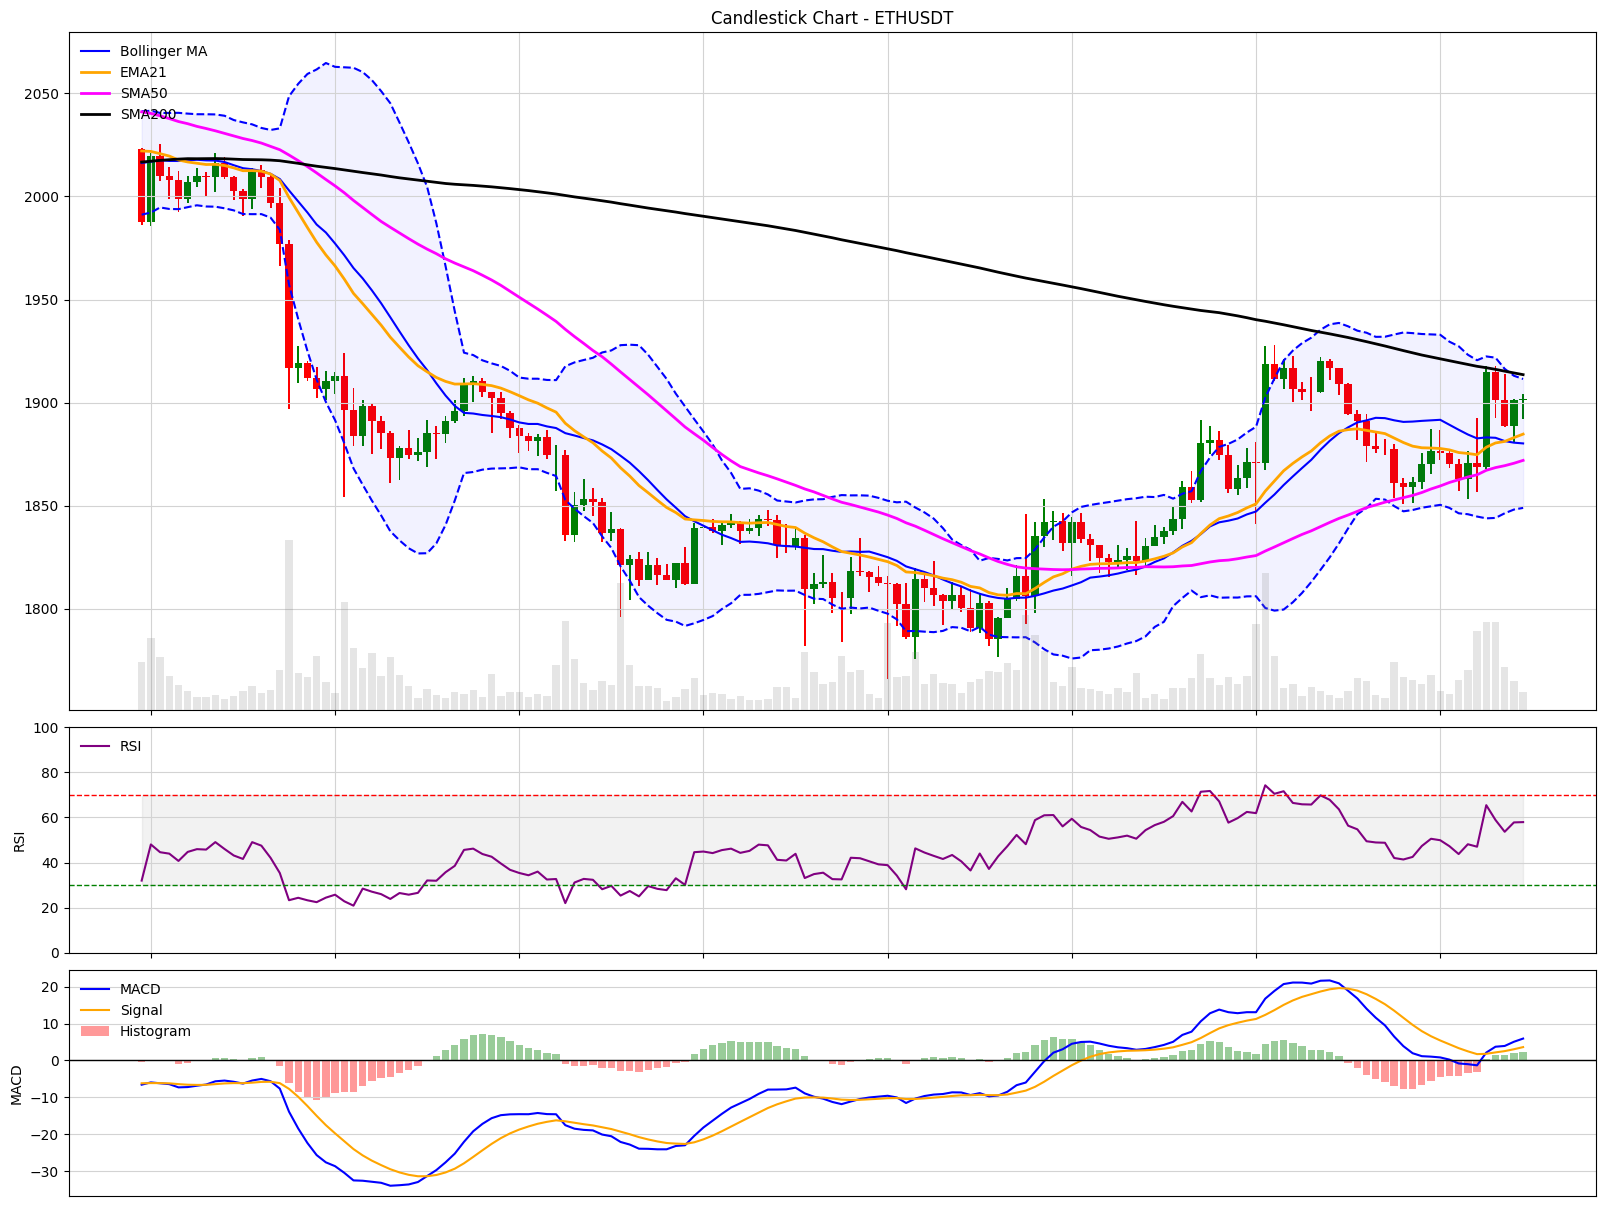 Candlestick Chart - ETHUSDT
Bollinger MA
EMA21
SMA50
SMA200
2050
2000
1950
1900
1850
1800
RSI
100
80
60
40
20
0
RSI
MACD
Signal
Histogram
20
10
0
−10
−20
−30
MACD